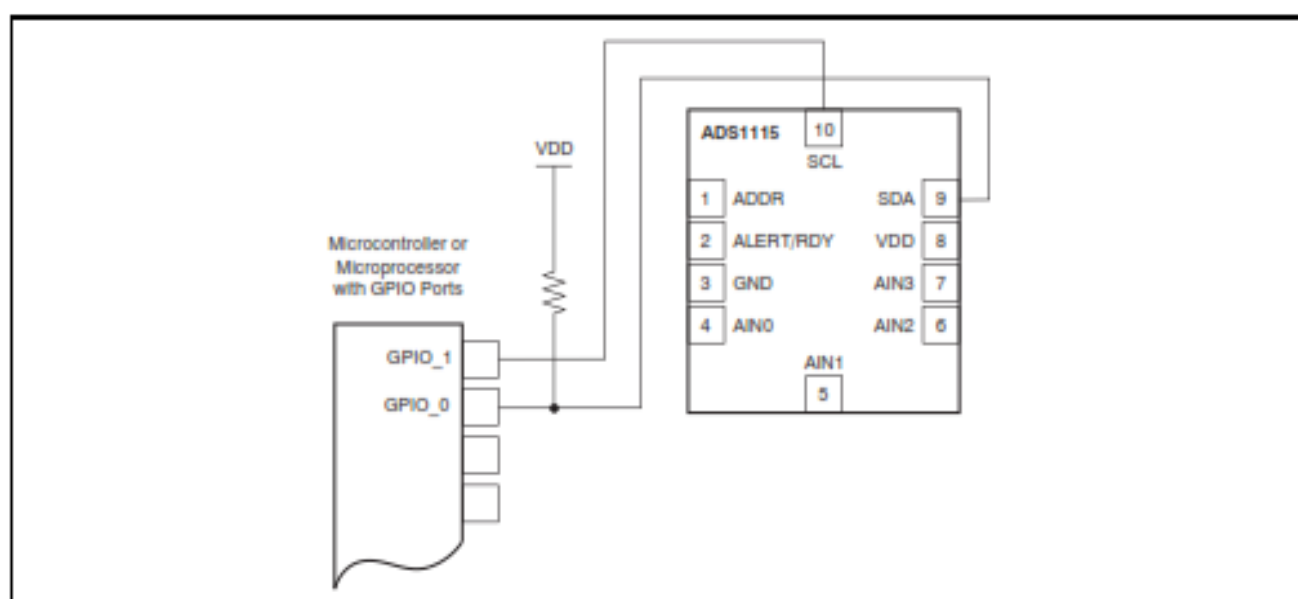 VDD
Microcontroller or
Microprocessor
with GPIO Ports
GPIO_1
GPIO_0
ADS1115
10
SCL
1 ADDR
2 ALERT/RDY
3 GND
4 AIN0
SDA 9
VDD 8
AIN3 7
AIN2 6
AIN1
5